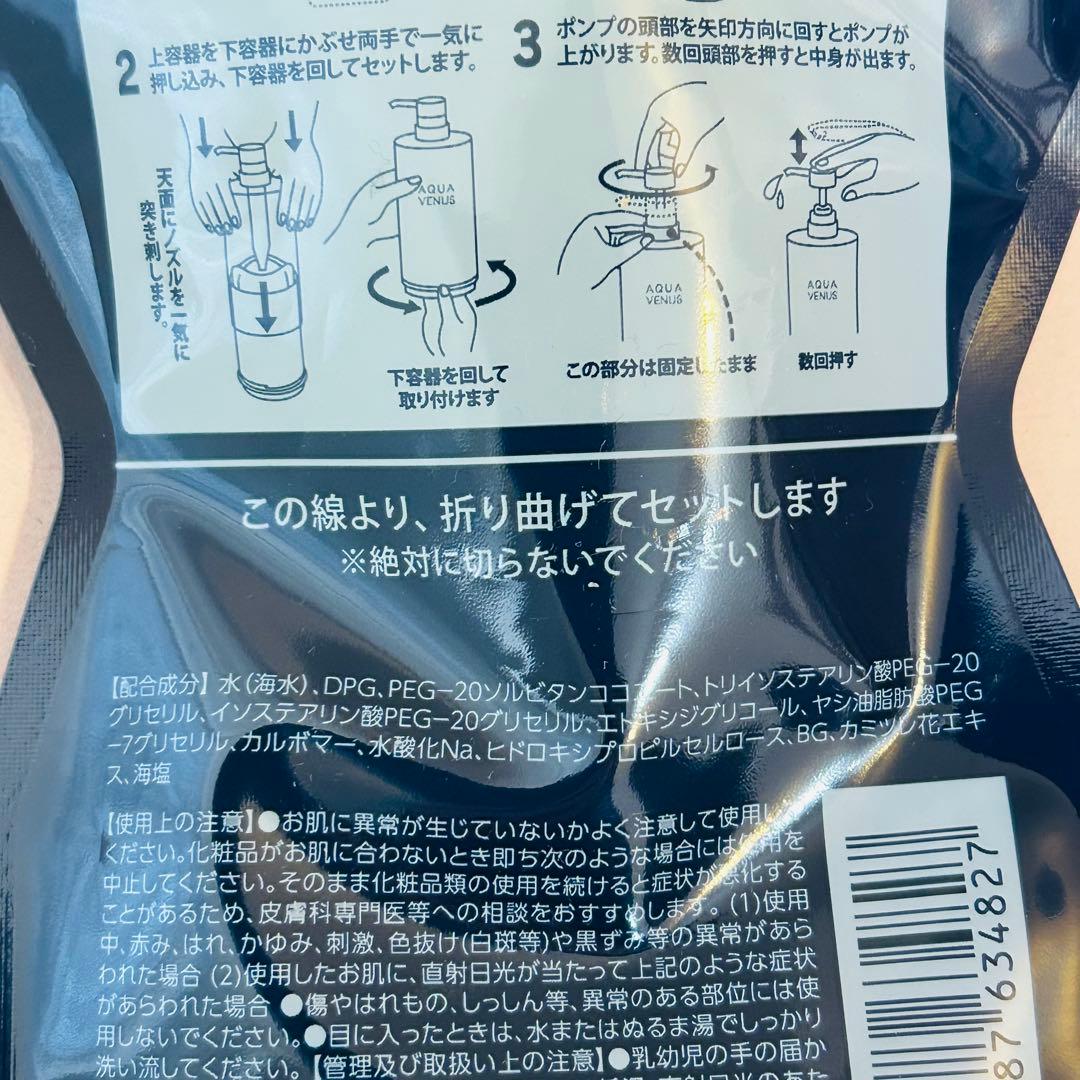 2 上容器を下容器にかぶせ両手で一気に
押し込み、下容器を回してセットします。
天面にノズルを一気に
突き刺します。
AQUA
VENUS
下容器を回して
取り付けます
3 ポンプの頭部を矢印方向に回すとポンプが
上がります。数回頭部を押すと中身が出ます。
AQUA
VENUS
この部分は固定したまま
AQUA
VENUS
数回押す
この線より、折り曲げてセットします
※絶対に切らないでください
【配合成分】水(海水)、DPG、PEG-20ソルビタンココエート、トリイソステアリン酸PEG-20
グリセリル、イソステアリン酸PEG-20グリセリル、エトキシジグリコール、ヤシ油脂肪酸PEG
-7グリセリル、カルボマー、水酸化Na、ヒドロキシプロピルセルロース、BG、カミツレ花エキ
ス、海塩
【使用上の注意】●お肌に異常が生じていないかよく注意して使用し
ください。化粧品がお肌に合わないとき即ち次のような場合には使用を
中止してください。そのまま化粧品類の使用を続けると症状が悪化する
ことがあるため、皮膚科専門医等への相談をおすすめします。(1)使用
中、赤み、はれ、かゆみ、刺激、色抜け(白斑等)や黒ずみ等の異常があら
われた場合 (2)使用したお肌に、直射日光が当たって上記のような症状
があらわれた場合 ●傷やはれもの、しっしん等、異常のある部位には使
用しないでください。●目に入ったときは、水またはぬるま湯でしっかり
洗い流してください。【管理及び取扱い上の注意】●乳幼児の手の届か
87 634827